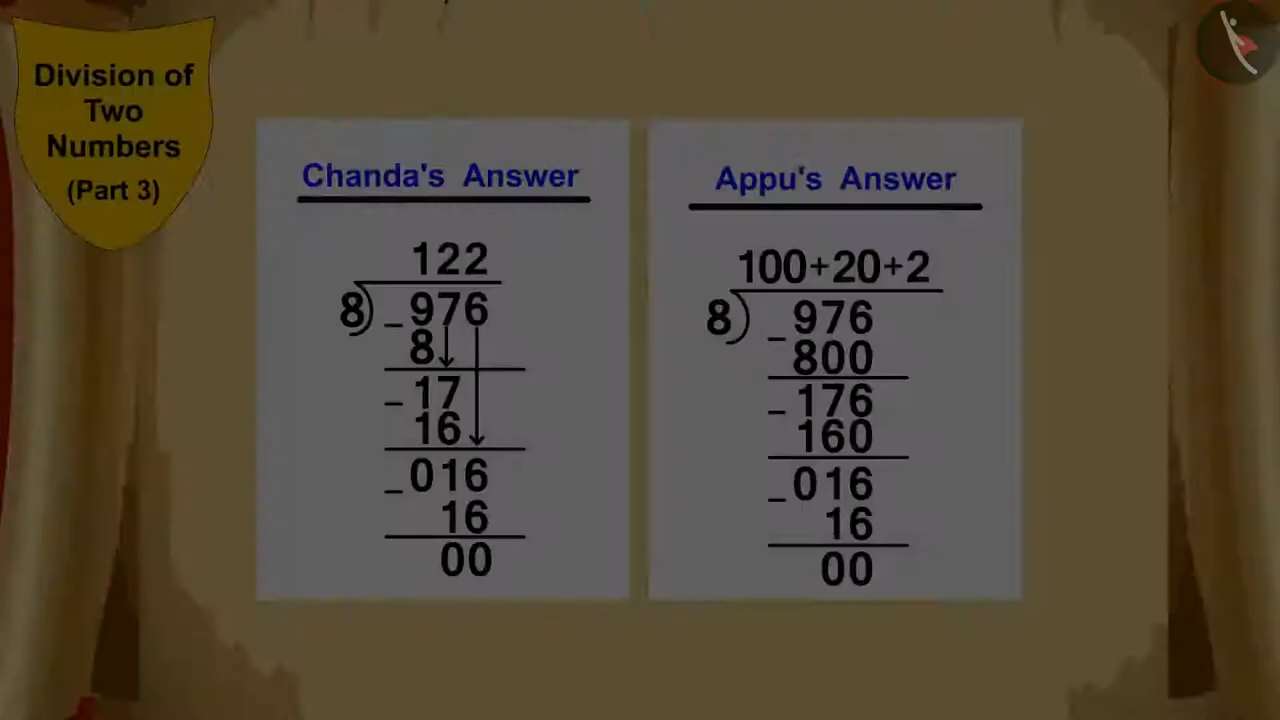 Division of
Two
Numbers
(Part 3)
Chanda's Answer
122
8) 976
– 8
17
– 16
016
– 16
00
Appu's Answer
100+20+2
8) 976
– 800
176
– 160
016
– 16
00